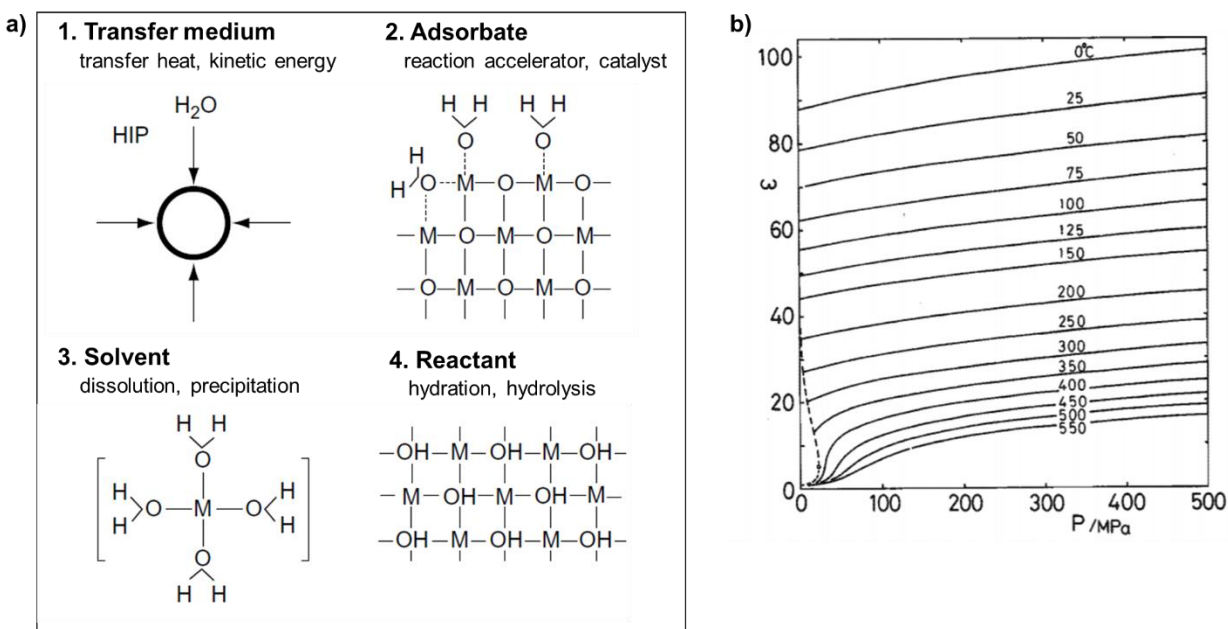 a)
1. Transfer medium
transfer heat, kinetic energy
H₂O
HIP
2. Adsorbate
reaction accelerator, catalyst
H H H H
O O
H
H O M—O—M—O—
—M—O—M—O—M—
—O—M—O—M—O—
3. Solvent
dissolution, precipitation
H H
O
H H
O—M—O
H H
O
H H
4. Reactant
hydration, hydrolysis
—OH—M—OH—M—OH—
—M—OH—M—OH—M—
—OH—M—OH—M—OH—
b)
100
80
60
40
20
0
ε
0°C
25
50
75
100
125
150
200
250
300
350
400
450
500
550
0 100 200 300 400 500
P /MPa